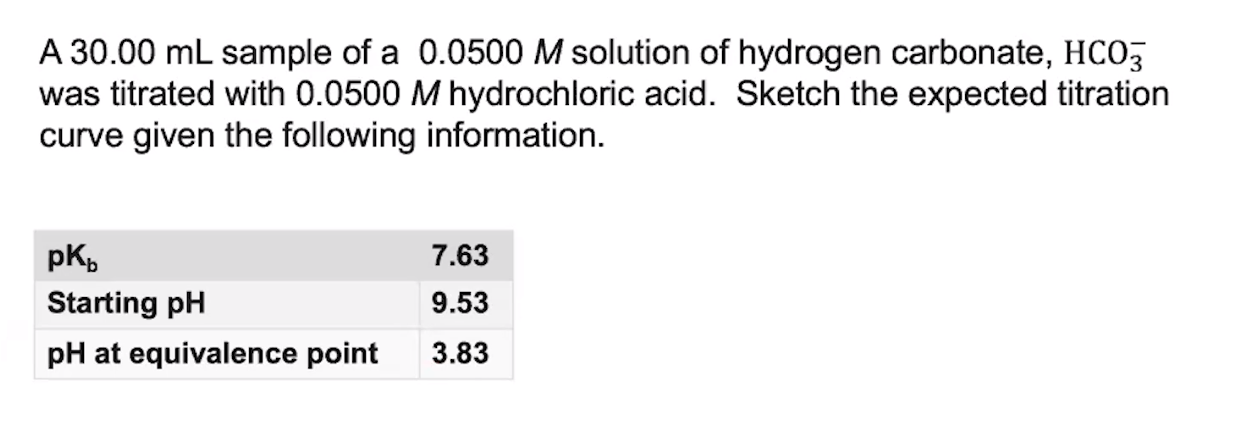 A 30.00 mL sample of a 0.0500 M solution of hydrogen carbonate, HCO₃⁻
was titrated with 0.0500 M hydrochloric acid. Sketch the expected titration
curve given the following information.
pK_b 7.63
Starting pH 9.53
pH at equivalence point 3.83